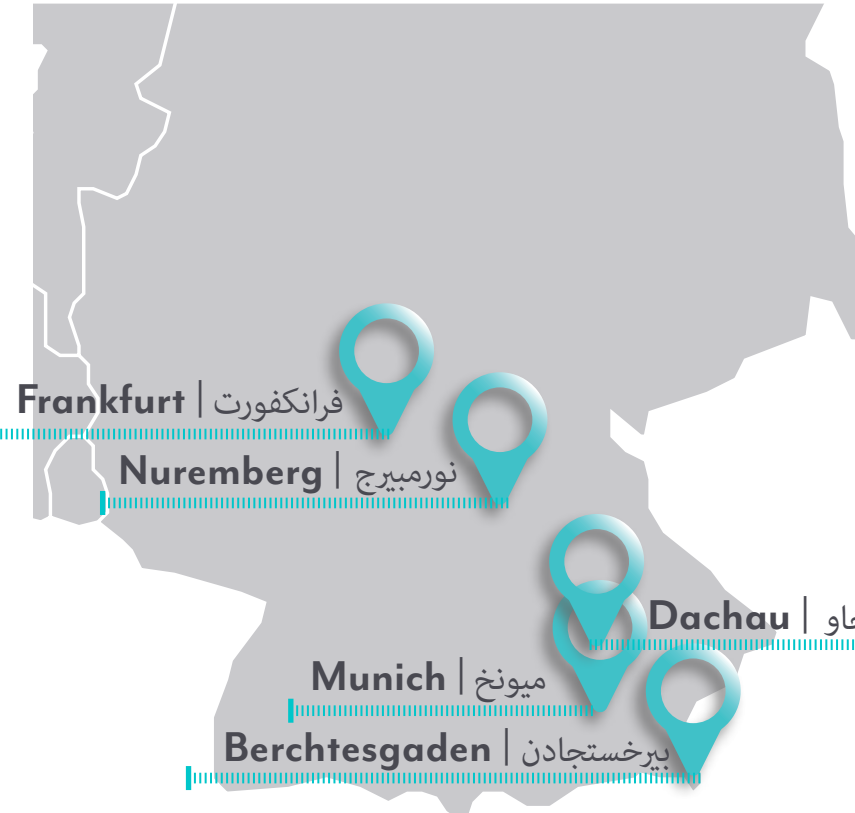 Frankfurt | فرانكفورت
Nuremberg | نورمبيرج
Dachau |
Munich | ميونخ
Berchtesgaden | بيرخستجادن